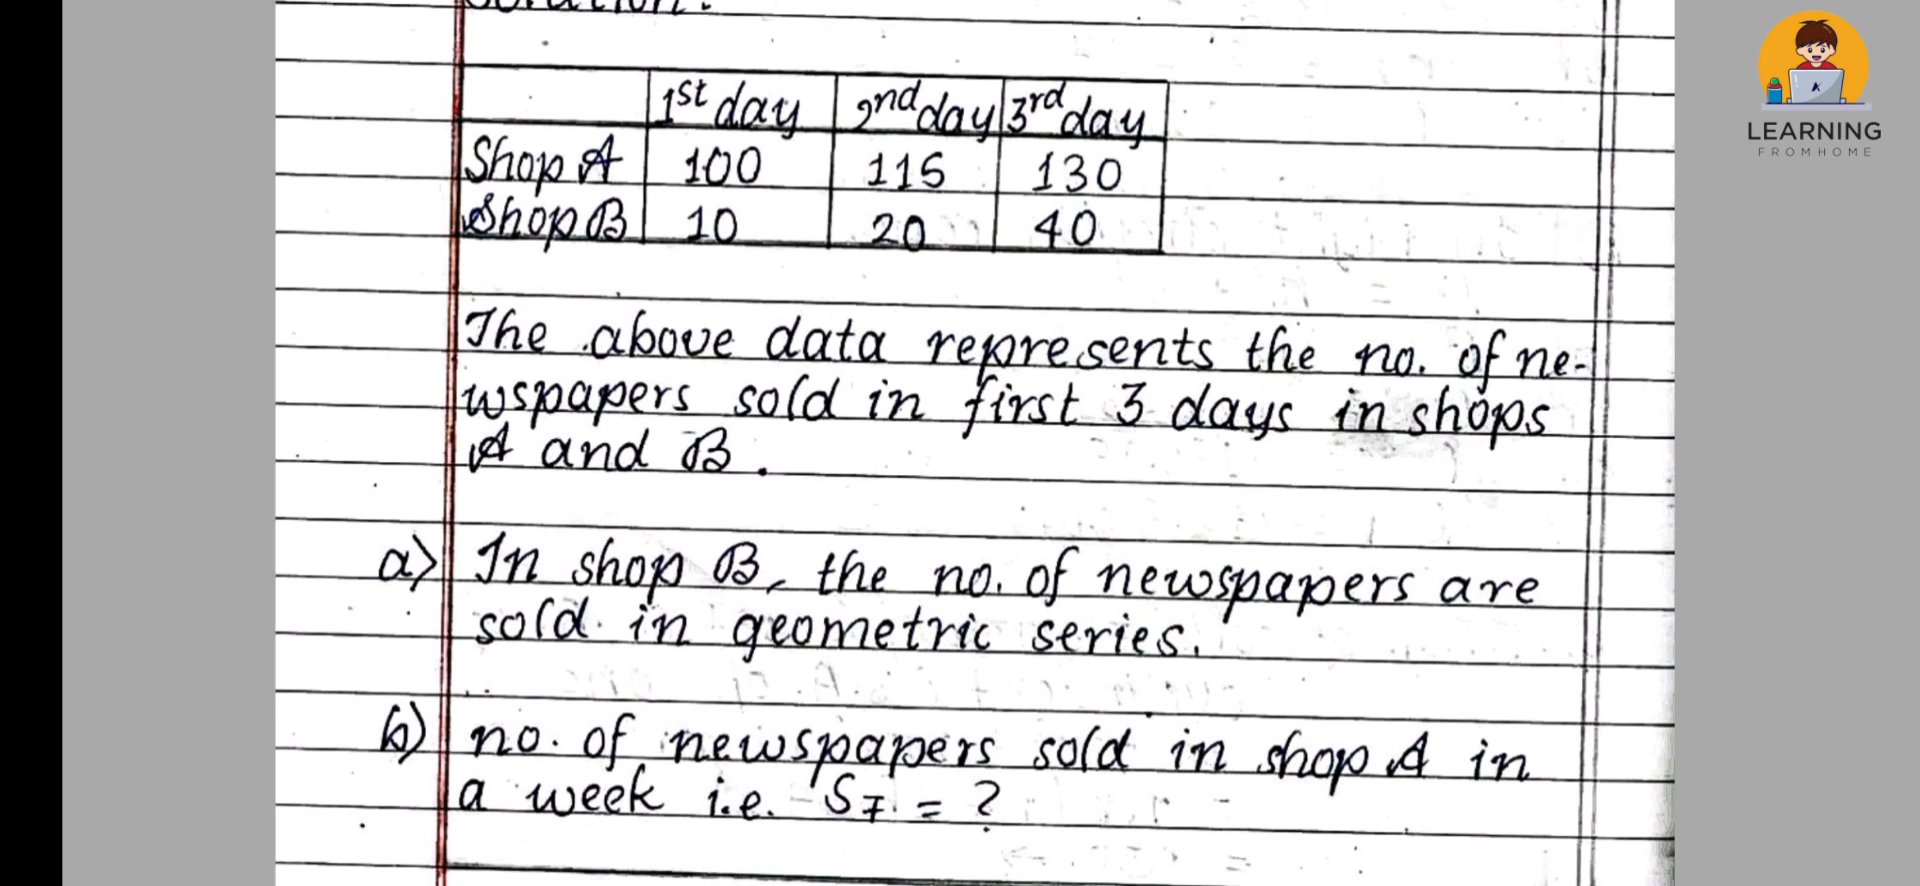 1st day 2nd day 3rd day
Shop A 100 115 130
Shop B 10 20 40
The above data represents the no. of ne-
wspapers sold in first 3 days in shops
A and B.
a) In shop B, the no. of newspapers are
sold in geometric series.
b) no. of newspapers sold in shop A in
a week i.e. S7 = ?
LEARNING
FROM HOME